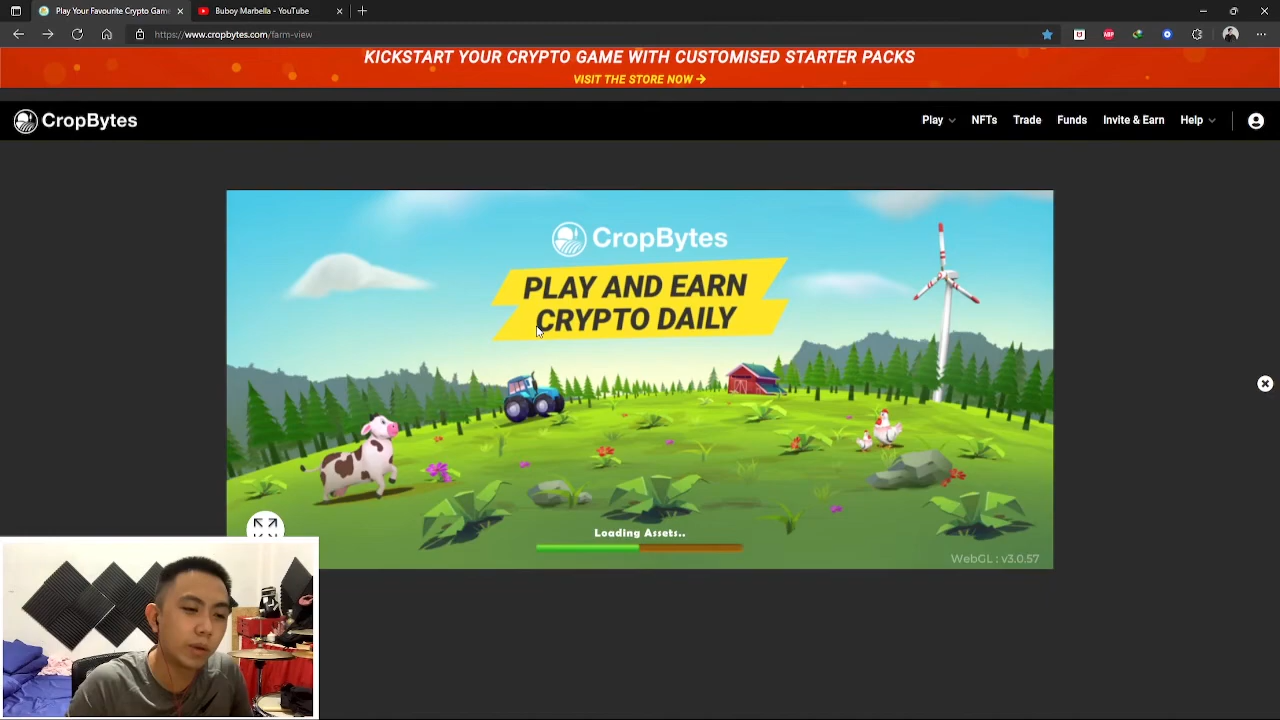 Play Your Favourite Crypto Gam
Buboy Marbella - YouTube
https://www.cropbytes.com/farm-view
KICKSTART YOUR CRYPTO GAME WITH CUSTOMISED STARTER PACKS
VISIT THE STORE NOW →
CropBytes
Play
NFTs
Trade
Funds
Invite & Earn
Help
CropBytes
PLAY AND EARN
CRYPTO DAILY
Loading Assets..
WebGL : v3.0.57